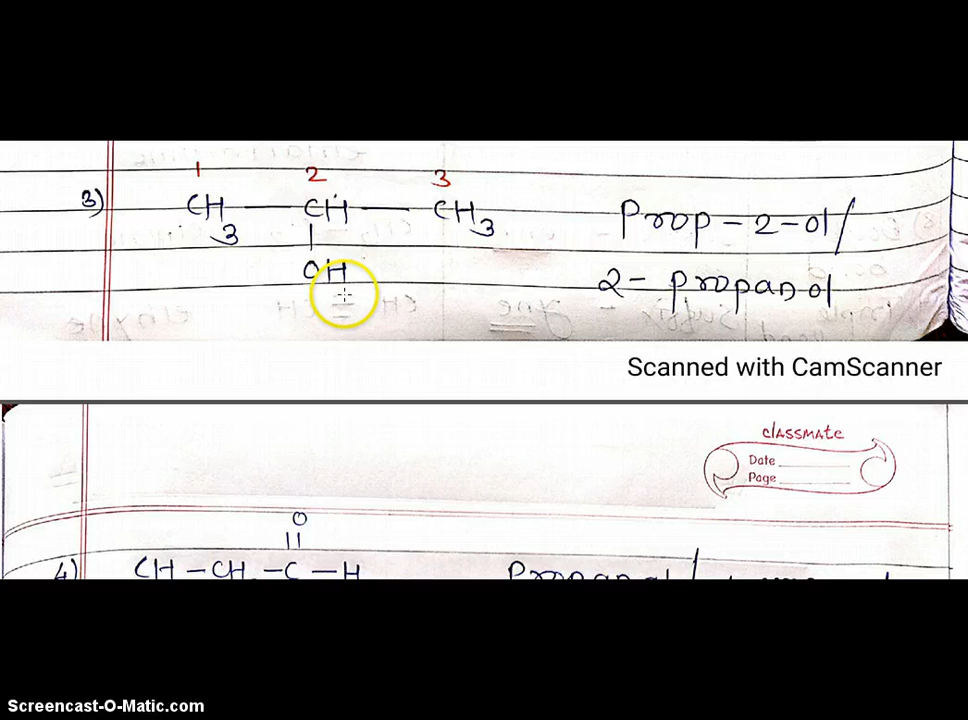 1 2 3
3) CH3 — CH — CH3 Prop-2-ol/
OH 2-propanol
Scanned with CamScanner
classmate
Date
Page
O
4) CH -CH -C -H Propanal/
Screencast-O-Matic.com